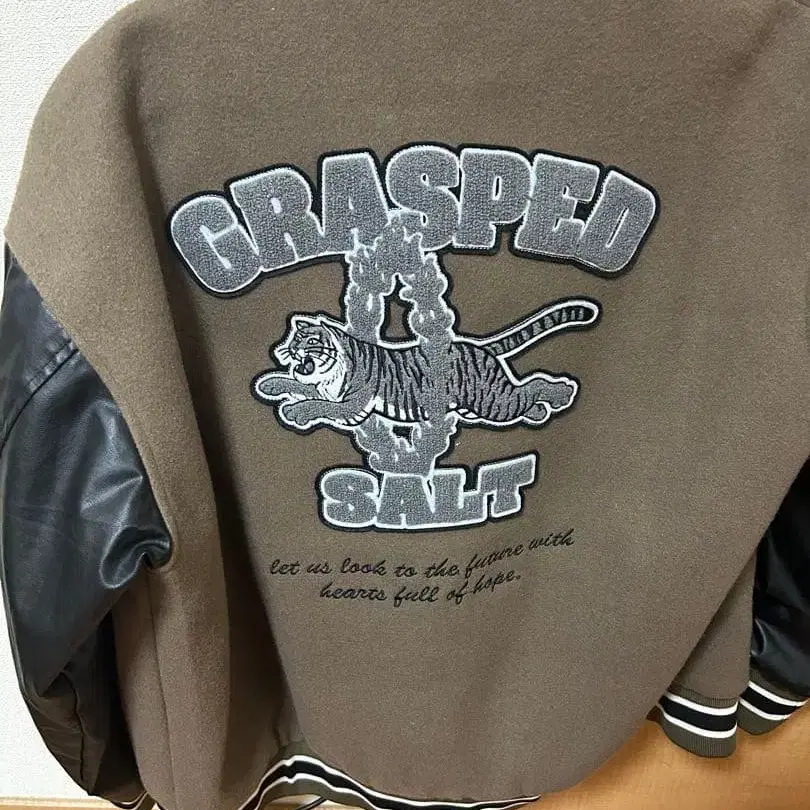 GRASPED
SALT
let us look to the future with
hearts full of hope.